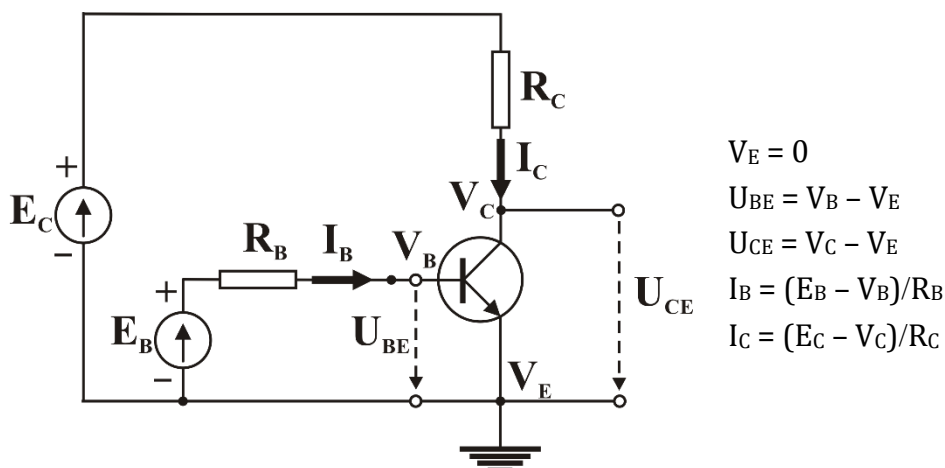 R_C
I_C
V_C
+
E_C
−
R_B
I_B
V_B
+
E_B
−
U_BE
U_CE
V_E
V_E = 0
U_BE = V_B – V_E
U_CE = V_C – V_E
I_B = (E_B – V_B)/R_B
I_C = (E_C – V_C)/R_C